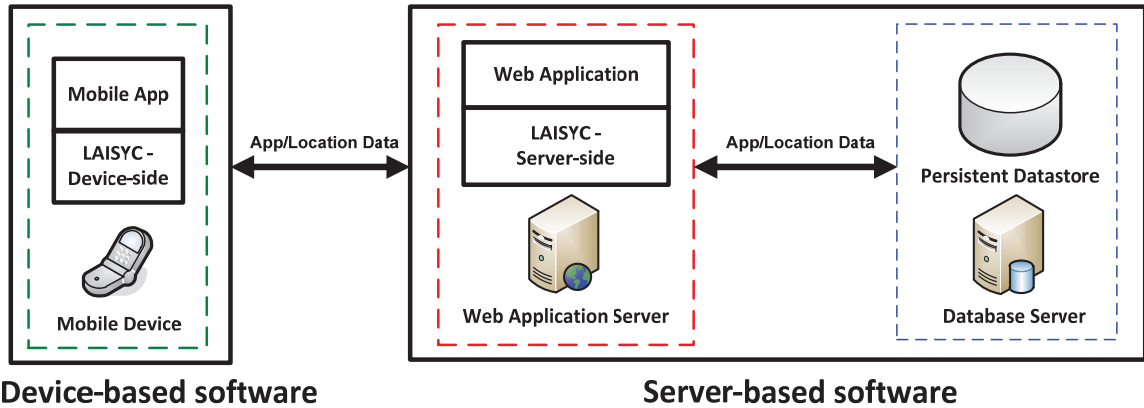 Mobile App
LAISYC -
Device-side
Mobile Device
App/Location Data
Web Application
LAISYC -
Server-side
Web Application Server
App/Location Data
Persistent Datastore
Database Server
Device-based software
Server-based software